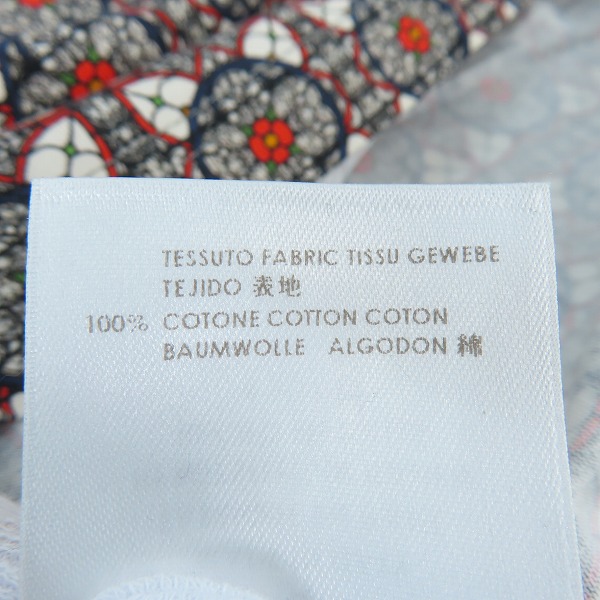 TESSUTO FABRIC TISSU GEWEBE
TEJIDO 表地
100% COTONE COTTON COTON
BAUMWOLLE ALGODON 綿